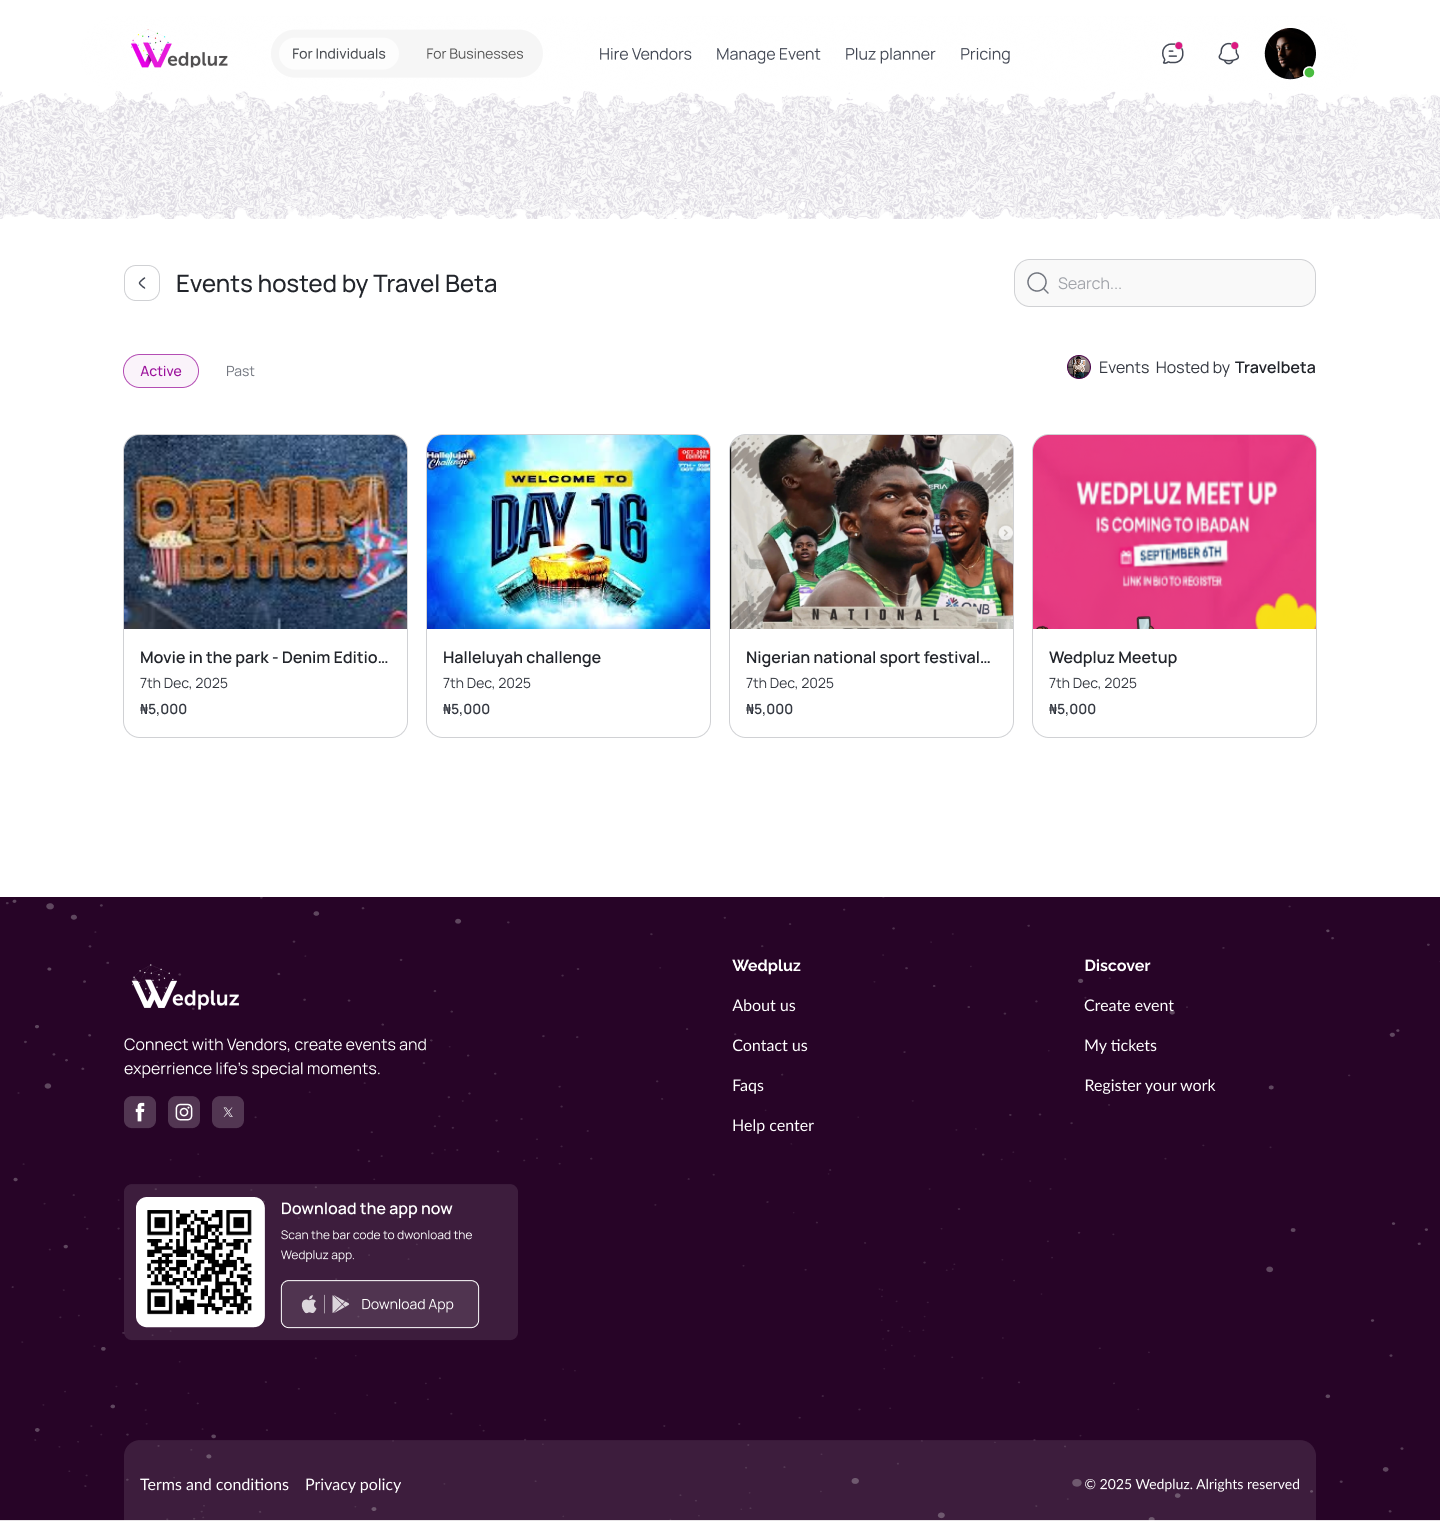 Wedpluz
For Individuals
For Businesses
Hire Vendors
Manage Event
Pluz planner
Pricing
Events hosted by Travel Beta
Search...
Active
Past
Events Hosted by Travelbeta
DENIM
EDITION
Movie in the park - Denim Editio...
7th Dec, 2025
₦5,000
Hallelujah
Challenge
OCT. 2025
EDITION
WELCOME TO
DAY 16
Halleluyah challenge
7th Dec, 2025
₦5,000
NATIONAL
Nigerian national sport festival...
7th Dec, 2025
₦5,000
WEDPLUZ MEET UP
IS COMING TO IBADAN
SEPTEMBER 6TH
LINK IN BIO TO REGISTER
Wedpluz Meetup
7th Dec, 2025
₦5,000
Wedpluz
Connect with Vendors, create events and
experrience life's special moments.
Wedpluz
About us
Contact us
Faqs
Help center
Discover
Create event
My tickets
Register your work
Download the app now
Scan the bar code to dwonload the
Wedpluz app.
Download App
Terms and conditions
Privacy policy
© 2025 Wedpluz. Alrights reserved